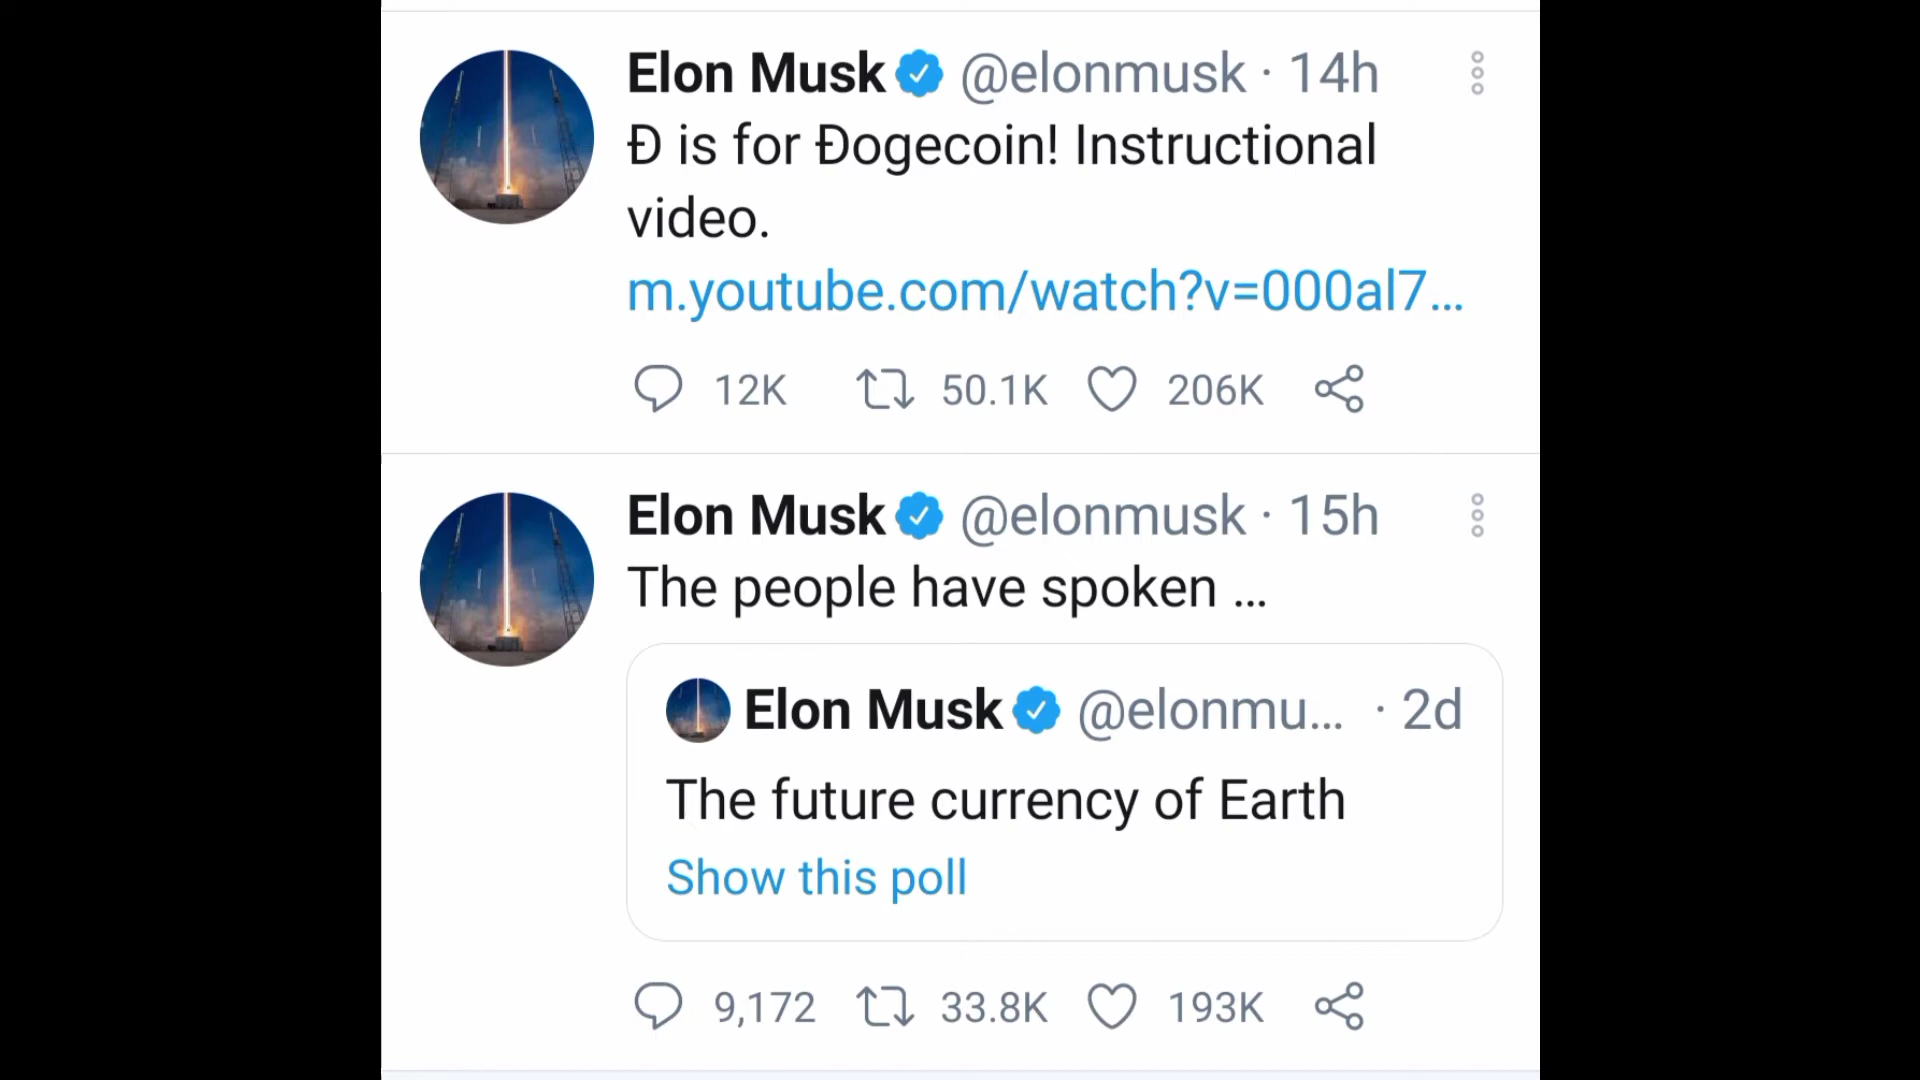 Elon Musk @elonmusk · 14h
Đ is for Đogecoin! Instructional
video.
m.youtube.com/watch?v=000al7…
12K 50.1K 206K
Elon Musk @elonmusk · 15h
The people have spoken …
Elon Musk @elonmu… · 2d
The future currency of Earth
Show this poll
9,172 33.8K 193K